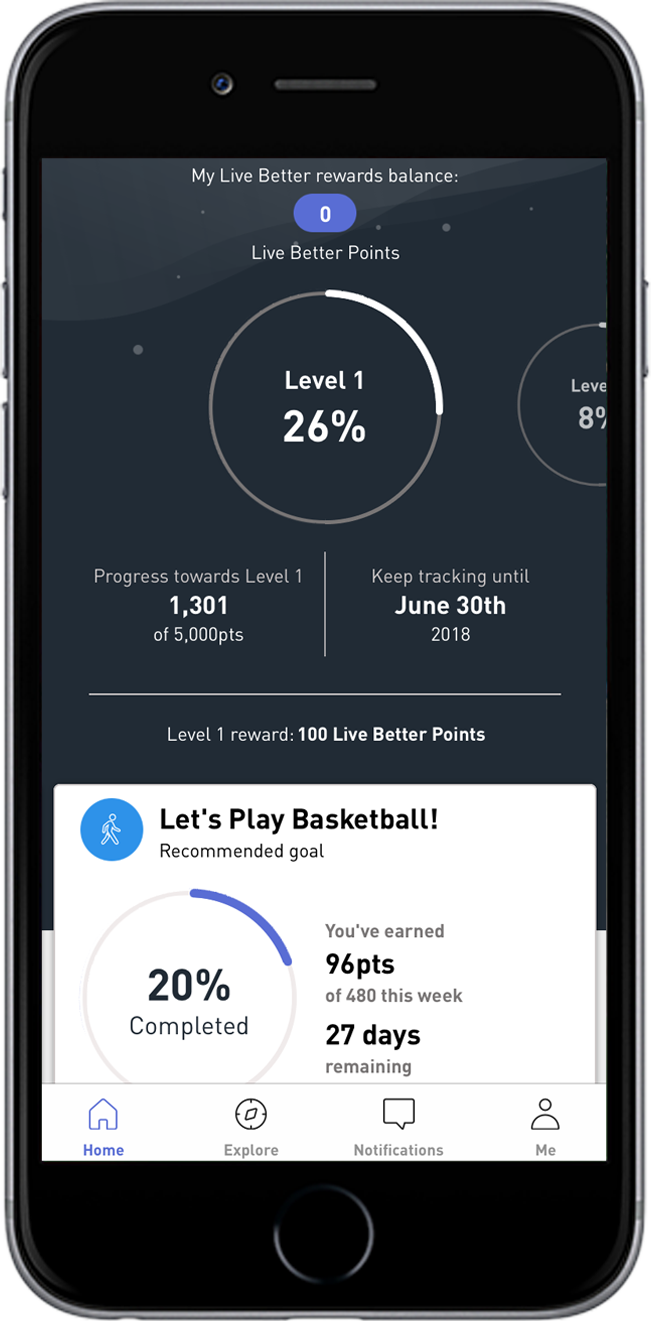 My Live Better rewards balance:
0
Live Better Points
Level 1
26%
Leve
8%
Progress towards Level 1
1,301
of 5,000pts
Keep tracking until
June 30th
2018
Level 1 reward: 100 Live Better Points
Let's Play Basketball!
Recommended goal
20%
Completed
You've earned
96pts
of 480 this week
27 days
remaining
Home
Explore
Notifications
Me